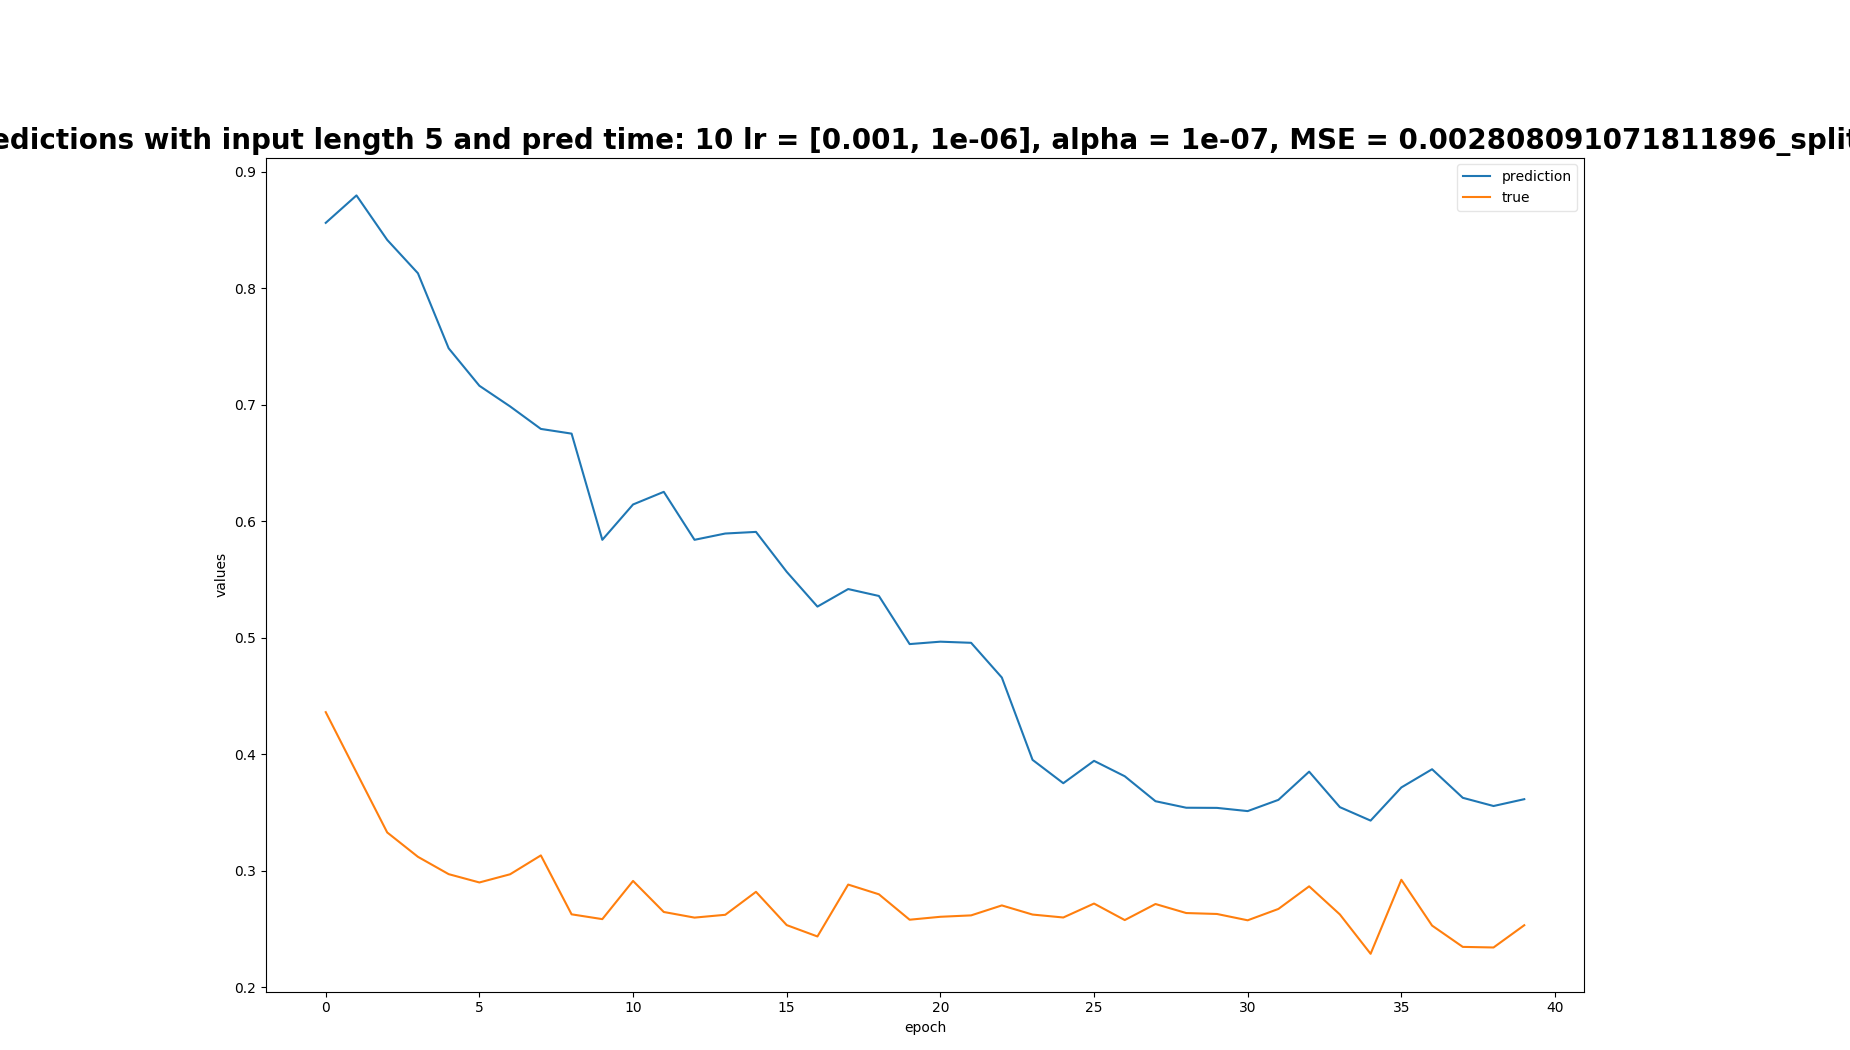 edictions with input length 5 and pred time: 10 lr = [0.001, 1e-06], alpha = 1e-07, MSE = 0.002808091071811896_split
prediction
true
0.9
0.8
0.7
0.6
0.5
0.4
0.3
0.2
values
0 5 10 15 20 25 30 35 40
epoch